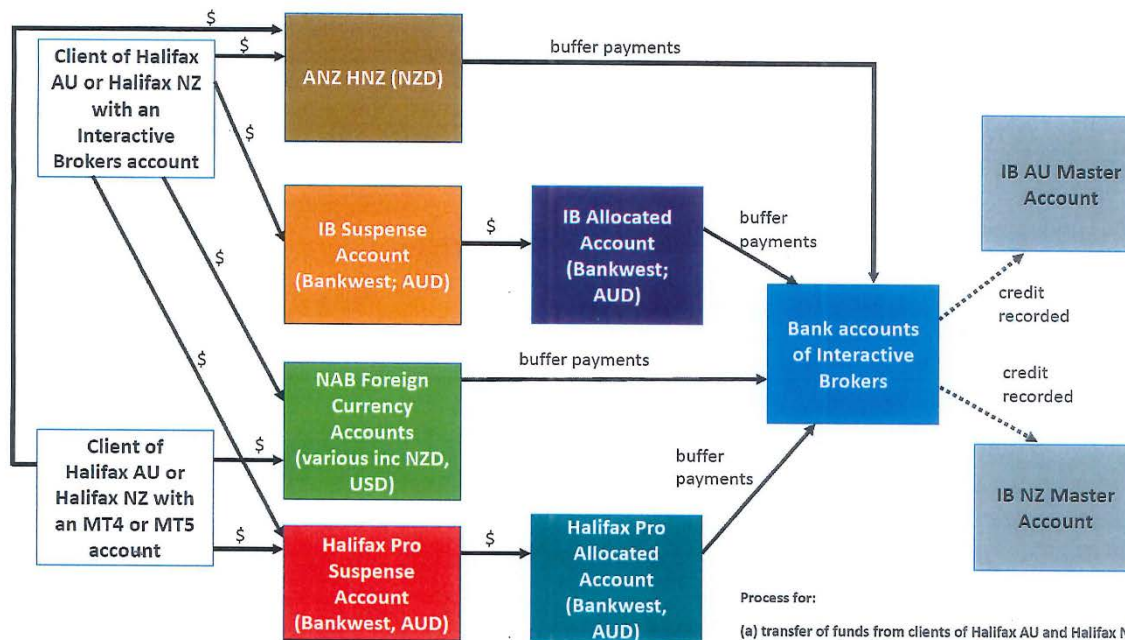 $
$
Client of Halifax
AU or Halifax NZ
with an
Interactive
Brokers account
$
ANZ HNZ (NZD)
buffer payments
IB AU Master
Account
IB Suspense
Account
(Bankwest; AUD)
$
IB Allocated
Account
(Bankwest;
AUD)
buffer
payments
$
credit
recorded
Bank accounts
of Interactive
Brokers
$
NAB Foreign
Currency
Accounts
(various inc NZD,
USD)
buffer payments
credit
recorded
Client of
Halifax AU or
Halifax NZ with
an MT4 or MT5
account
$
buffer
payments
IB NZ Master
Account
$
Halifax Pro
Suspense
Account
(Bankwest, AUD)
$
Halifax Pro
Allocated
Account
(Bankwest,
AUD)
Process for:
(a) transfer of funds from clients of Halifax AU and Halifax N